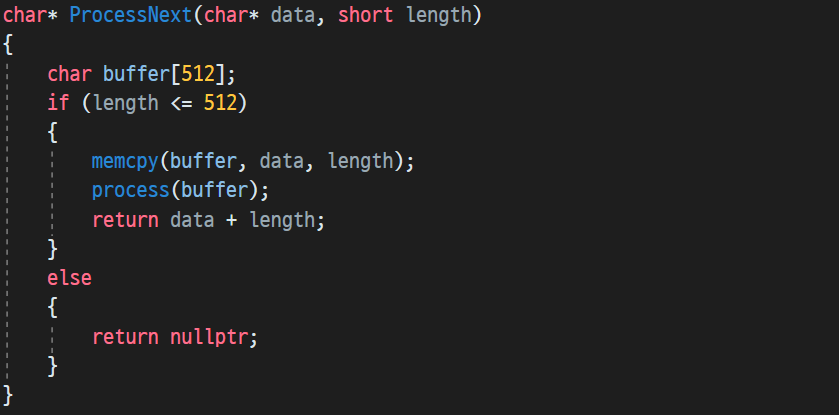 char* ProcessNext(char* data, short length)
{
    char buffer[512];
    if (length <= 512)
    {
        memcpy(buffer, data, length);
        process(buffer);
        return data + length;
    }
    else
    {
        return nullptr;
    }
}